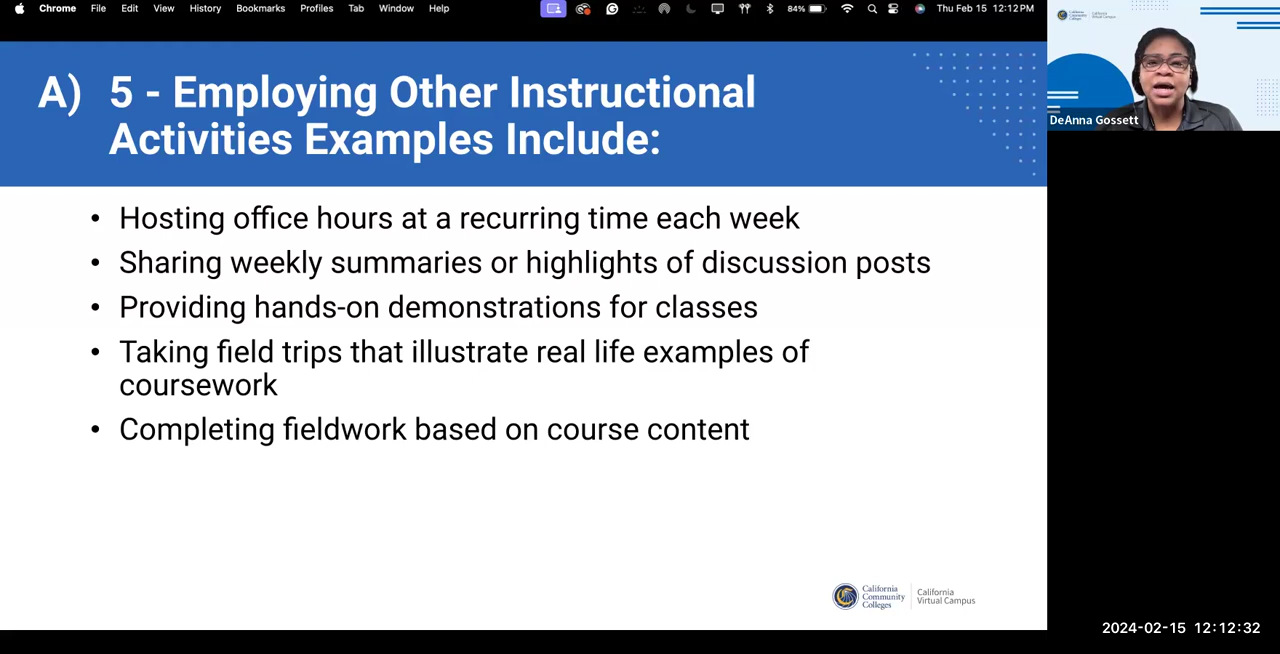 Chrome File Edit View History Bookmarks Profiles Tab Window Help 84% Thu Feb 15 12:12 PM
A) 5 - Employing Other Instructional
Activities Examples Include:
• Hosting office hours at a recurring time each week
• Sharing weekly summaries or highlights of discussion posts
• Providing hands-on demonstrations for classes
• Taking field trips that illustrate real life examples of
coursework
• Completing fieldwork based on course content
California
Community
Colleges
California
Virtual Campus
DeAnna Gossett
2024-02-15 12:12:32